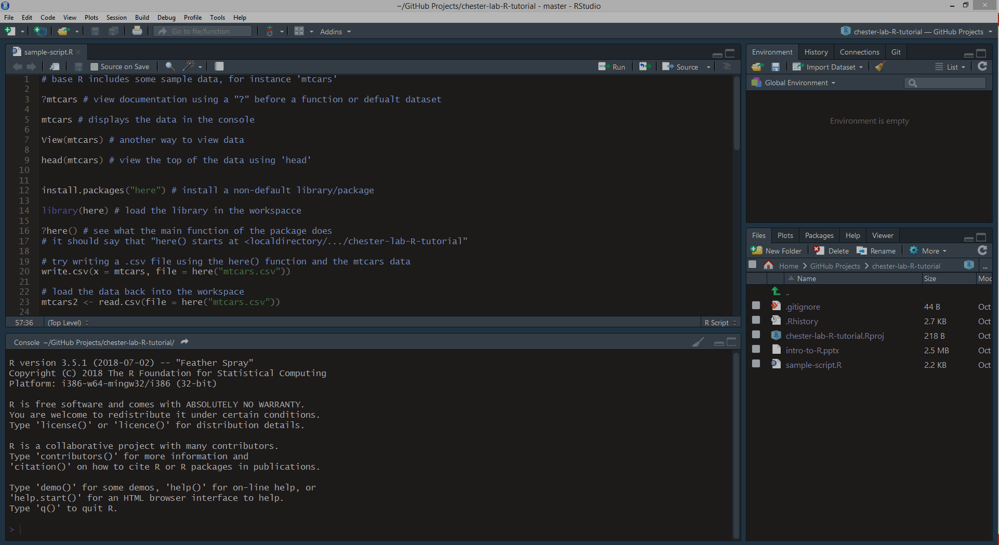 ~/GitHub Projects/chester-lab-R-tutorial - master - RStudio
File Edit Code View Plots Session Build Debug Profile Tools Help
Go to file/function Addins chester-lab-R-tutorial — GitHub Projects
sample-script.R
Source on Save Run Source
1 # base R includes some sample data, for instance 'mtcars'
2
3 ?mtcars # view documentation using a "?" before a function or defualt dataset
4
5 mtcars # displays the data in the console
6
7 View(mtcars) # another way to view data
8
9 head(mtcars) # view the top of the data using 'head'
10
11
12 install.packages("here") # install a non-default library/package
13
14 library(here) # load the library in the workspacce
15
16 ?here() # see what the main function of the package does
17 # it should say that "here() starts at <localdirectory/.../chester-lab-R-tutorial"
18
19 # try writing a .csv file using the here() function and the mtcars data
20 write.csv(x = mtcars, file = here("mtcars.csv"))
21
22 # load the data back into the workspace
23 mtcars2 <- read.csv(file = here("mtcars.csv"))
24
57:36 (Top Level) R Script
Console ~/GitHub Projects/chester-lab-R-tutorial/
R version 3.5.1 (2018-07-02) -- "Feather Spray"
Copyright (C) 2018 The R Foundation for Statistical Computing
Platform: i386-w64-mingw32/i386 (32-bit)
R is free software and comes with ABSOLUTELY NO WARRANTY.
You are welcome to redistribute it under certain conditions.
Type 'license()' or 'licence()' for distribution details.
R is a collaborative project with many contributors.
Type 'contributors()' for more information and
'citation()' on how to cite R or R packages in publications.
Type 'demo()' for some demos, 'help()' for on-line help, or
'help.start()' for an HTML browser interface to help.
Type 'q()' to quit R.
>
Environment History Connections Git
Import Dataset List
Global Environment
Environment is empty
Files Plots Packages Help Viewer
New Folder Delete Rename More
Home GitHub Projects chester-lab-R-tutorial ...
Name Size Moc
..
.gitignore 44 B Oct
.Rhistory 2.7 KB Oct
chester-lab-R-tutorial.Rproj 218 B Oct
intro-to-R.pptx 2.5 MB Oct
sample-script.R 2.2 KB Oct